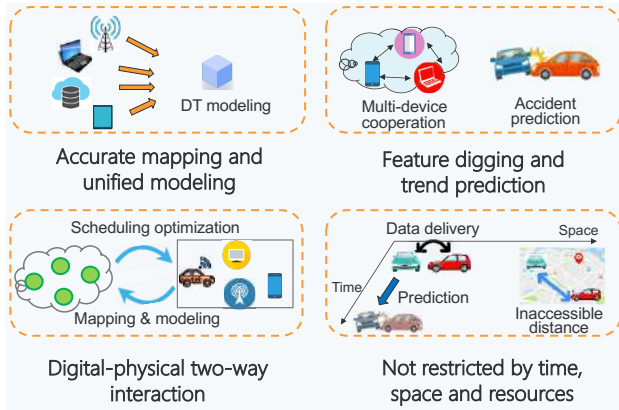 DT modeling
Accurate mapping and
unified modeling
Multi-device
cooperation
Accident
prediction
Feature digging and
trend prediction
Scheduling optimization
Mapping & modeling
Digital-physical two-way
interaction
Data delivery
Space
Time
Prediction
Inaccessible
distance
Not restricted by time,
space and resources